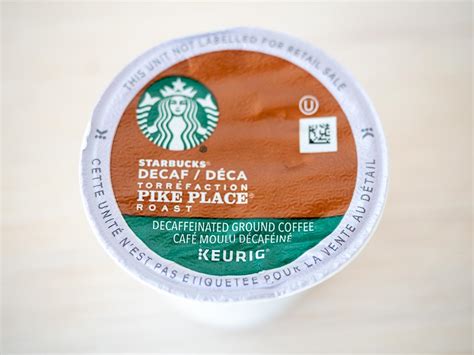 THIS UNIT NOT LABELLED FOR RETAIL SALE
U
STARBUCKS®
DECAF / DÉCA
TORRÉFACTION
PIKE PLACE®
ROAST
DECAFFEINATED GROUND COFFEE
CAFÉ MOULU DÉCAFÉINÉ
KEURIG®
CETTE UNITÉ N'EST PAS ÉTIQUETÉE POUR LA VENTE AU DÉTAIL